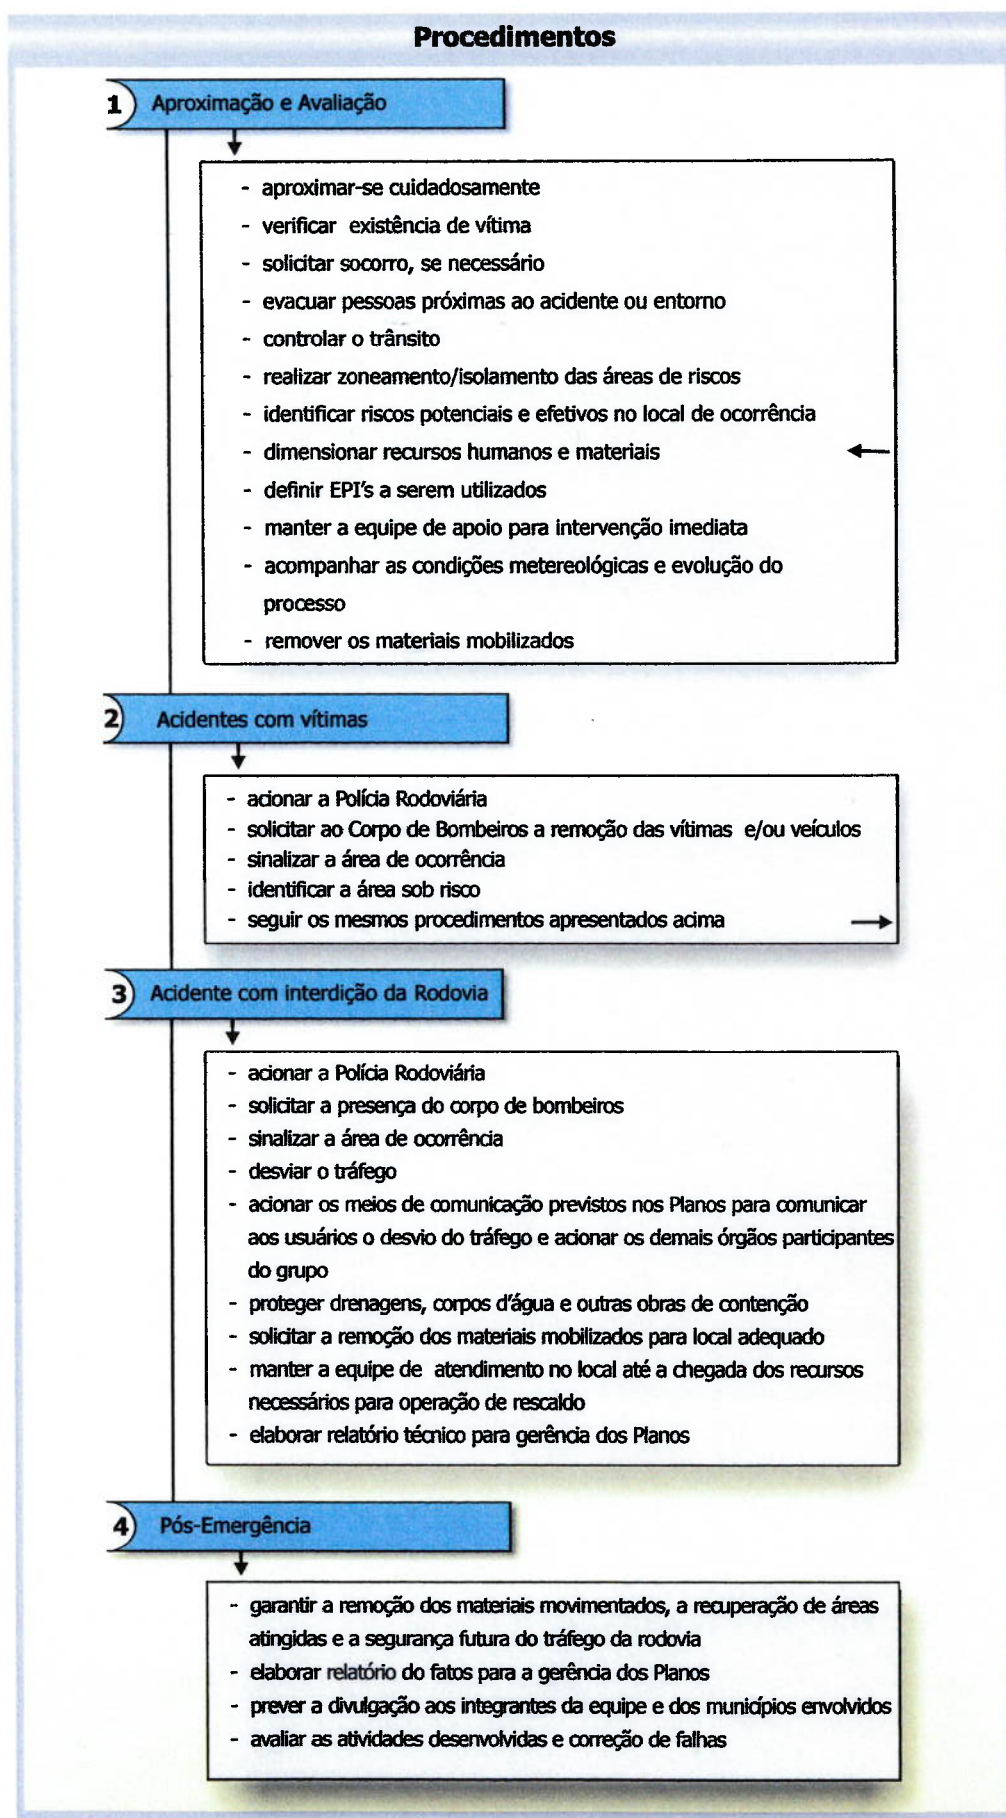 Procedimentos
1 Aproximação e Avaliação
- aproximar-se cuidadosamente
- verificar existência de vítima
- solicitar socorro, se necessário
- evacuar pessoas próximas ao acidente ou entorno
- controlar o trânsito
- realizar zoneamento/isolamento das áreas de riscos
- identificar riscos potenciais e efetivos no local de ocorrência
- dimensionar recursos humanos e materiais
- definir EPI's a serem utilizados
- manter a equipe de apoio para intervenção imediata
- acompanhar as condições metereológicas e evolução do
processo
- remover os materiais mobilizados
2 Acidentes com vítimas
- acionar a Polícia Rodoviária
- solicitar ao Corpo de Bombeiros a remoção das vítimas e/ou veículos
- sinalizar a área de ocorrência
- identificar a área sob risco
- seguir os mesmos procedimentos apresentados acima
3 Acidente com interdição da Rodovia
- acionar a Polícia Rodoviária
- solicitar a presença do corpo de bombeiros
- sinalizar a área de ocorrência
- desviar o tráfego
- acionar os meios de comunicação previstos nos Planos para comunicar
aos usuários o desvio do tráfego e acionar os demais órgãos participantes
do grupo
- proteger drenagens, corpos d'água e outras obras de contenção
- solicitar a remoção dos materiais mobilizados para local adequado
- manter a equipe de atendimento no local até a chegada dos recursos
necessários para operação de rescaldo
- elaborar relatório técnico para gerência dos Planos
4 Pós-Emergência
- garantir a remoção dos materiais movimentados, a recuperação de áreas
atingidas e a segurança futura do tráfego da rodovia
- elaborar relatório do fatos para a gerência dos Planos
- prever a divulgação aos integrantes da equipe e dos municípios envolvidos
- avaliar as atividades desenvolvidas e correção de falhas